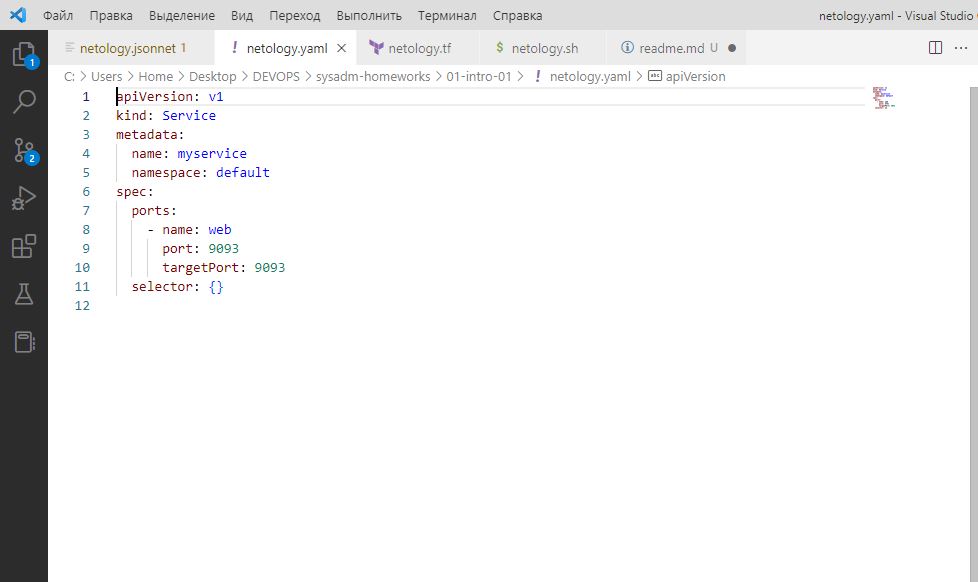 Файл Правка Выделение Вид Переход Выполнить Терминал Справка netology.yaml - Visual Studio
netology.jsonnet 1 ! netology.yaml × netology.tf $ netology.sh readme.md U ●
C: > Users > Home > Desktop > DEVOPS > sysadm-homeworks > 01-intro-01 > ! netology.yaml > abc apiVersion
1 apiVersion: v1
2 kind: Service
3 metadata:
4 name: myservice
5 namespace: default
6 spec:
7 ports:
8 - name: web
9 port: 9093
10 targetPort: 9093
11 selector: {}
12
1
2